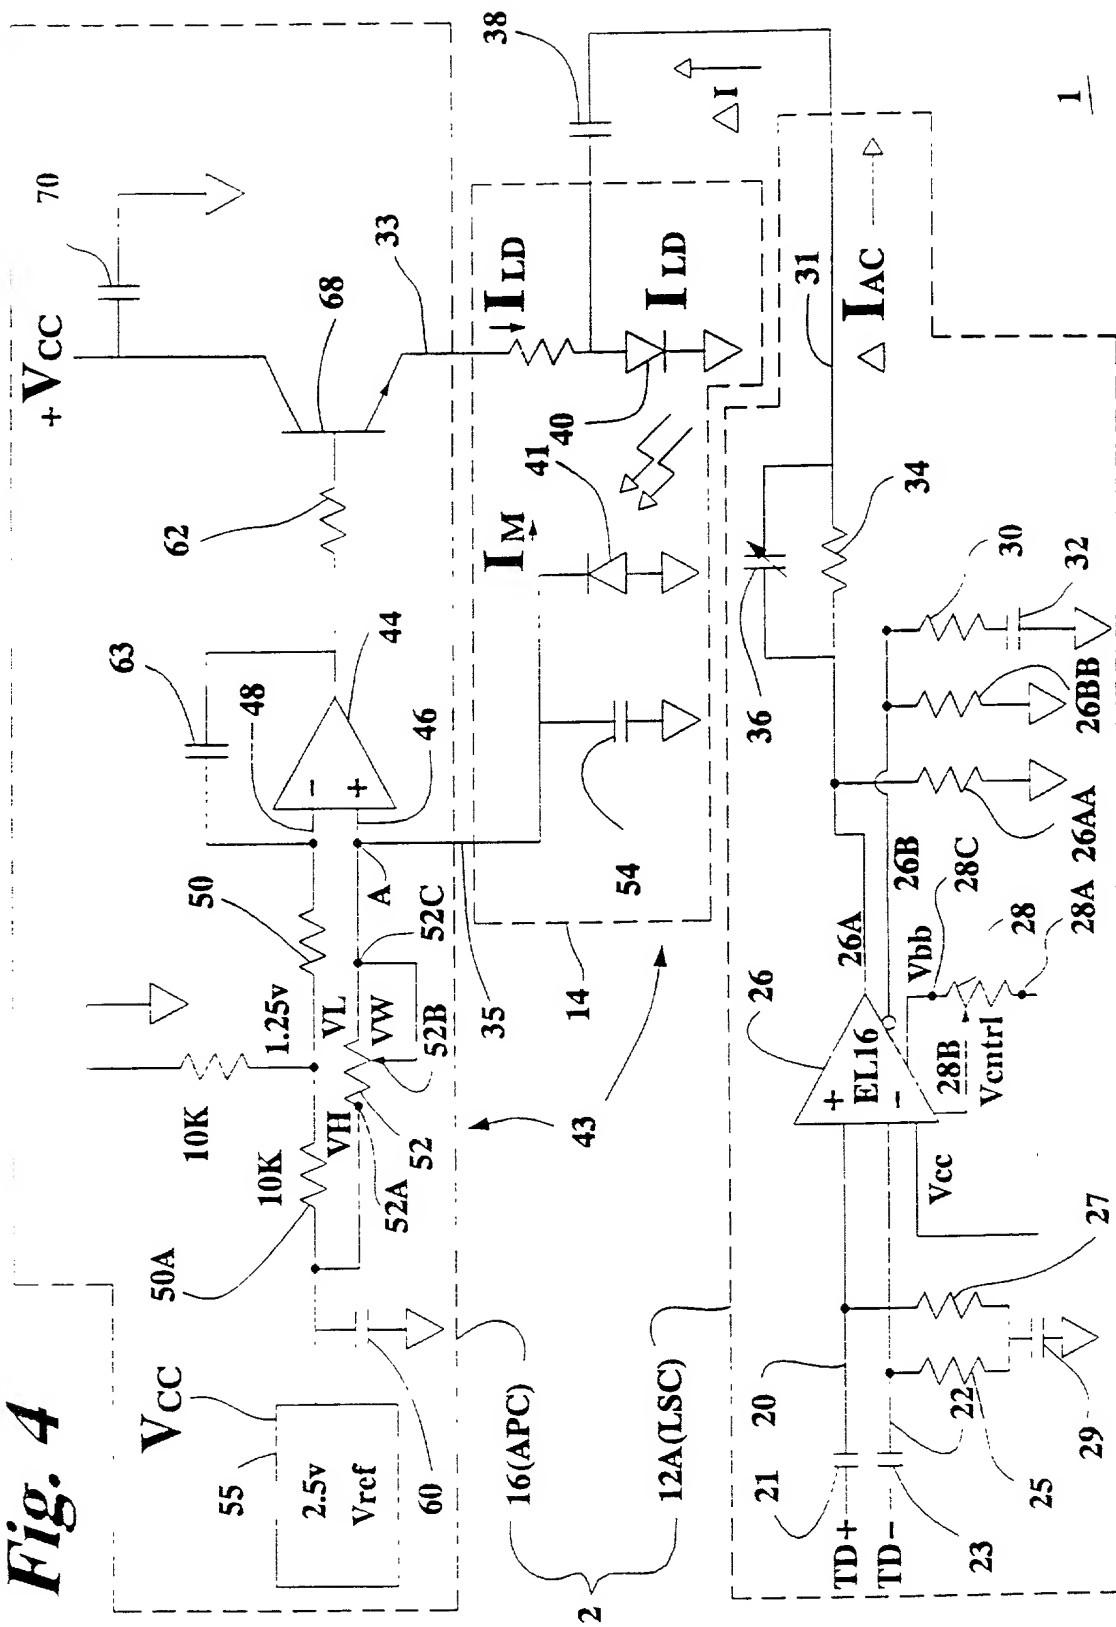 Fig. 4
+VCC
70
VCC
55
2.5v
Vref
60
50A
10K
10K
1.25v
50
63
48
44
62
68
33
VH
VL
VW
52
52A
52B
52C
A
46
35
16(APC)
2
12A(LSC)
43
14
54
IM
41
40
ILD
ILD
38
ΔI
31
ΔIAC
1
36
34
30
32
26BB
26AA
26A
26B
26
EL16
+
−
−
+
Vbb
28C
28
28A
28B
Vcntrl
Vcc
27
20
22
21
TD+
TD−
23
25
29